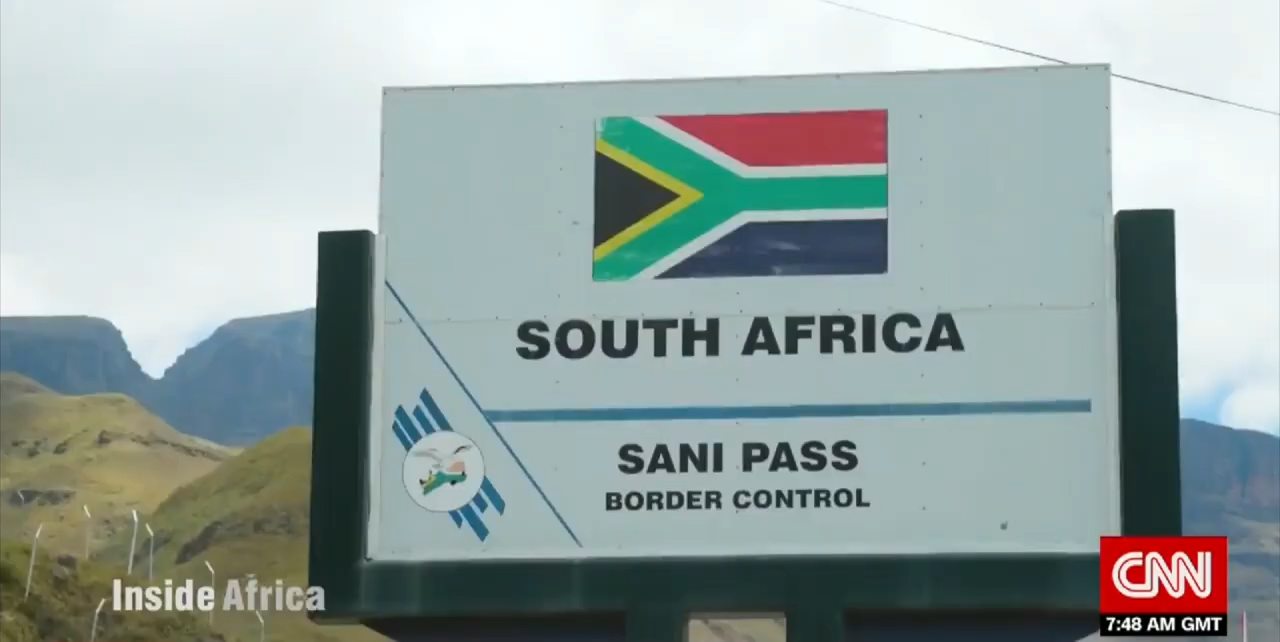 SOUTH AFRICA
SANI PASS
BORDER CONTROL
Inside Africa
CNN
7:48 AM GMT